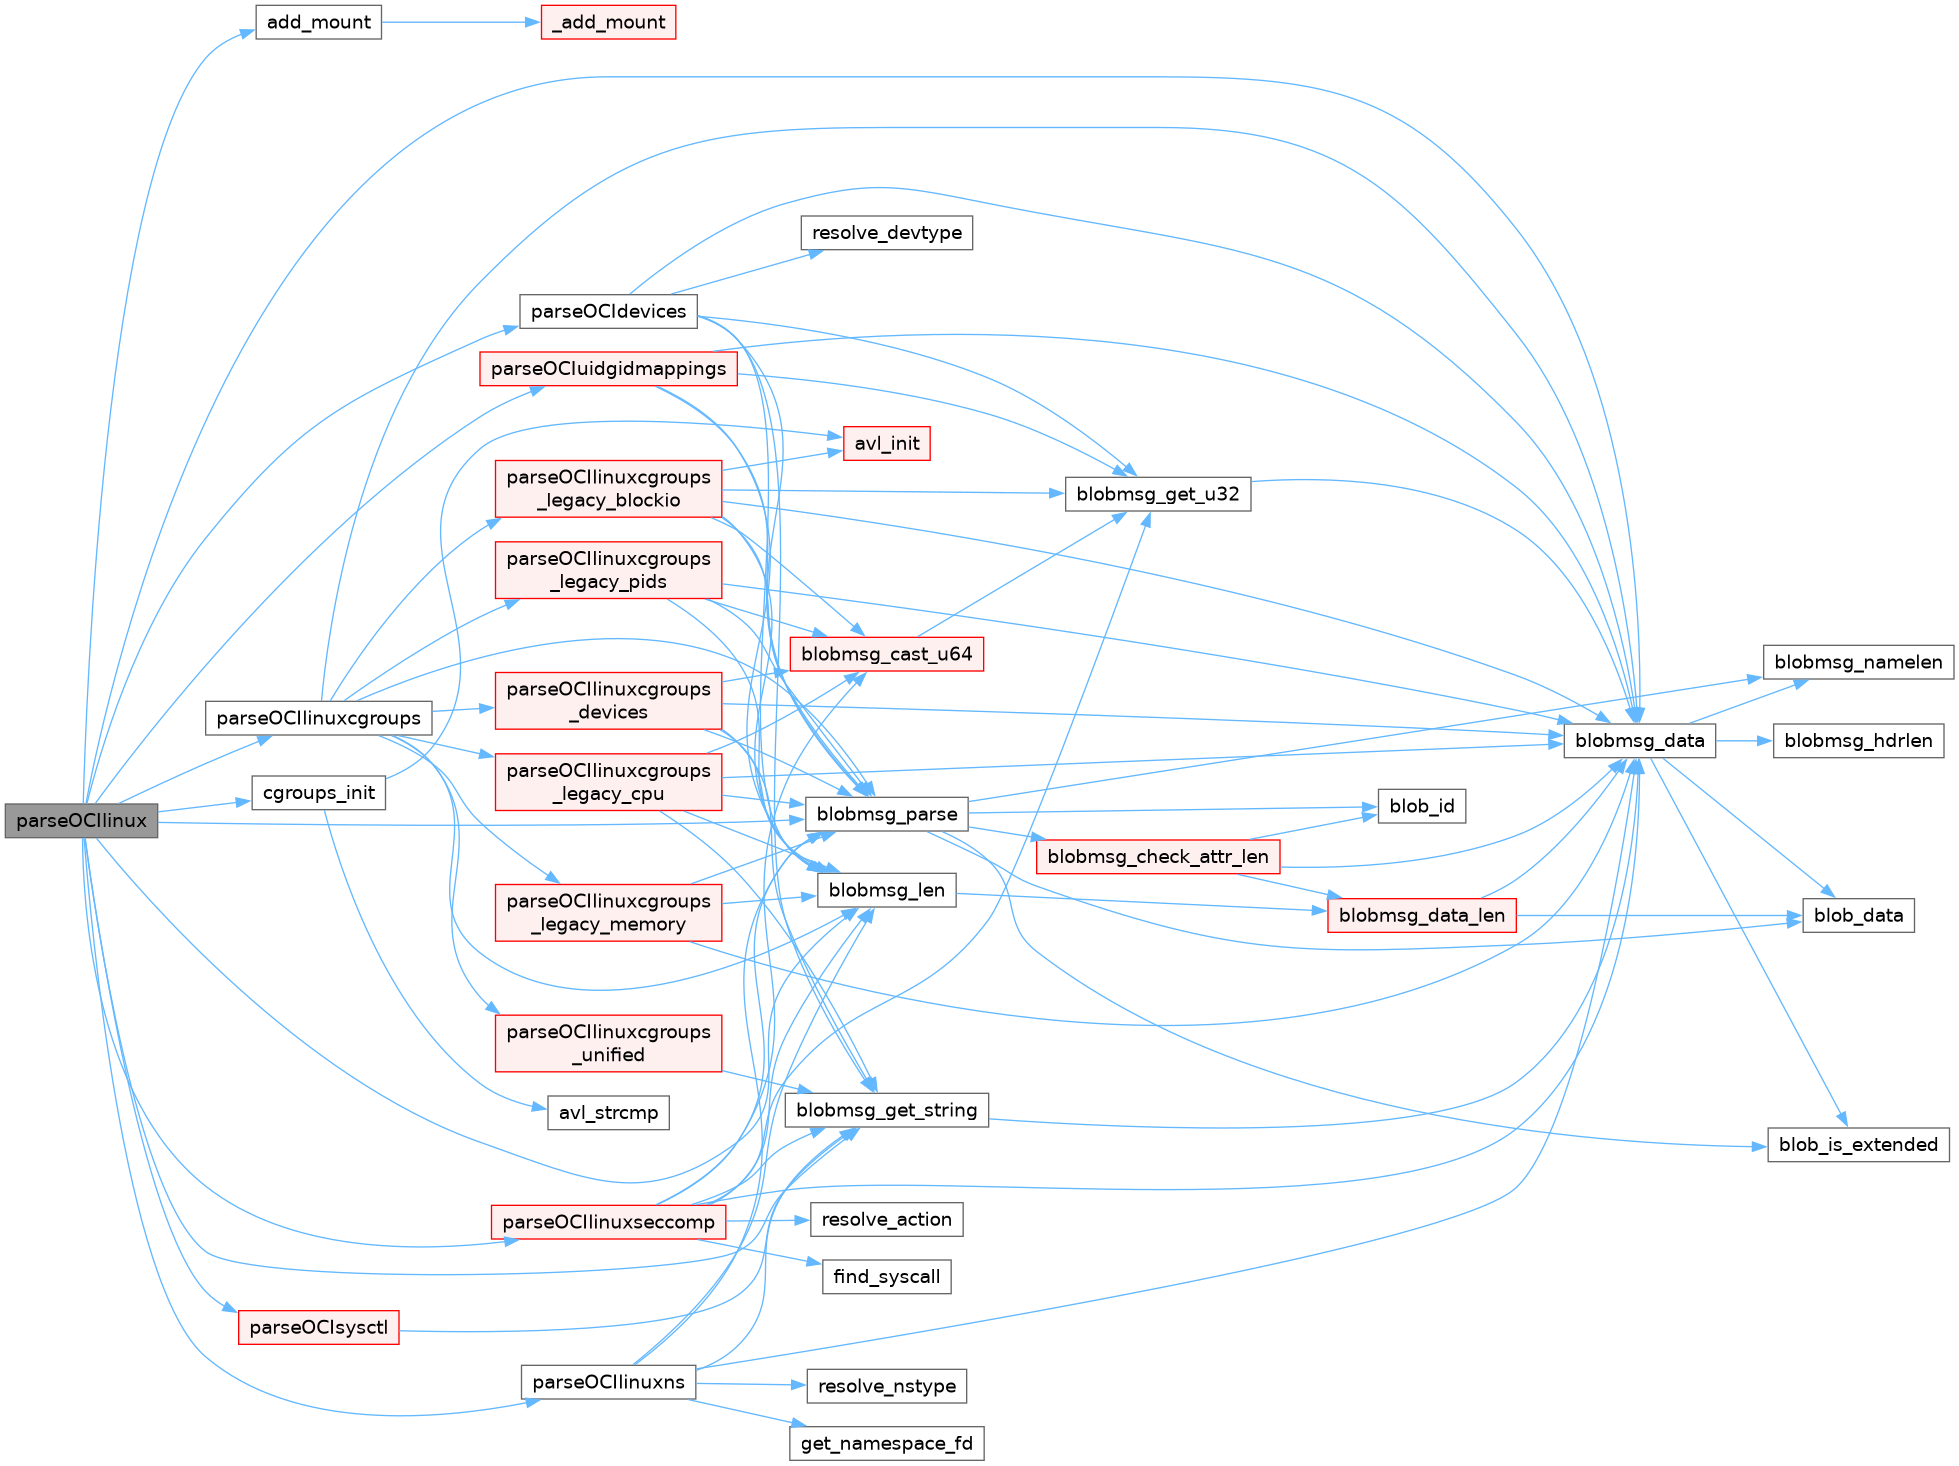 add_mount
_add_mount
resolve_devtype
parseOCIdevices
parseOCIuidgidmappings
avl_init
parseOCIlinuxcgroups
_legacy_blockio
blobmsg_get_u32
parseOCIlinuxcgroups
_legacy_pids
blobmsg_cast_u64
blobmsg_namelen
parseOCIlinuxcgroups
_devices
parseOCIlinuxcgroups
blobmsg_data
blobmsg_hdrlen
parseOCIlinuxcgroups
_legacy_cpu
cgroups_init
parseOCIlinux
blobmsg_parse
blob_id
blobmsg_check_attr_len
blobmsg_len
parseOCIlinuxcgroups
_legacy_memory
blobmsg_data_len
blob_data
parseOCIlinuxcgroups
_unified
avl_strcmp
blobmsg_get_string
blob_is_extended
parseOCIlinuxseccomp
resolve_action
find_syscall
parseOCIsysctl
parseOCIlinuxns
resolve_nstype
get_namespace_fd